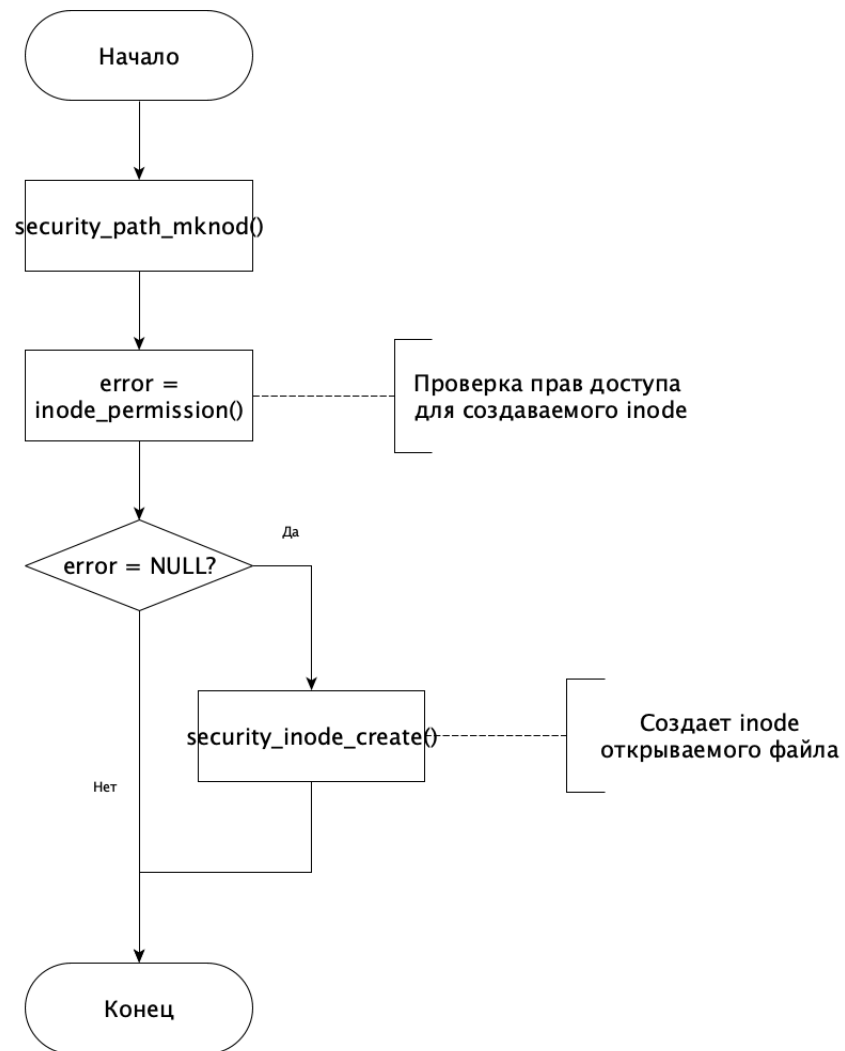 Начало
security_path_mknod()
error =
inode_permission()
Проверка прав доступа
для создаваемого inode
error = NULL?
Да
security_inode_create()
Создает inode
открываемого файла
Нет
Конец